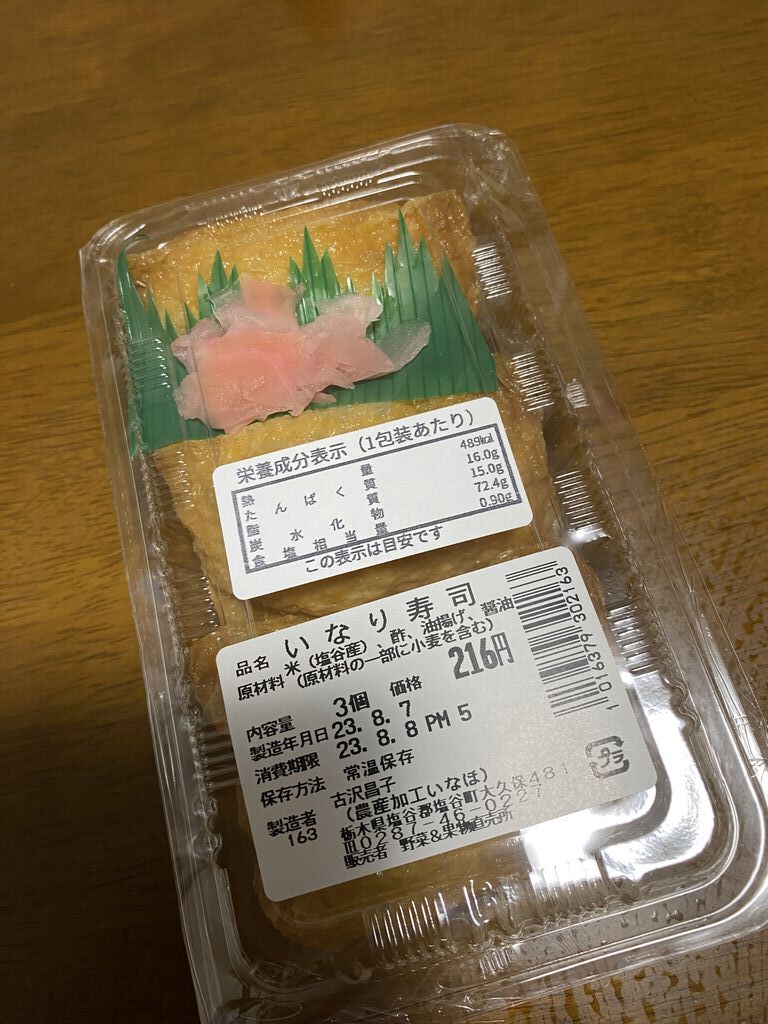 栄養成分表示(1包装あたり)
熱量 489kcal
たんぱく質 16.0g
脂質 15.0g
炭水化物 72.4g
食塩相当量 0.90g
この表示は目安です
品名 いなり寿司
原材料 米(塩谷産)、酢、油揚げ、醤油
(原材料の一部に小麦を含む)
内容量 3個 価格 216円
製造年月日 23. 8. 7
消費期限 23. 8. 8 PM 5
保存方法 常温保存
製造者 古沢昌子
163 (農産加工いなほ)
栃木県塩谷郡塩谷町大久保481
℡0287-46-0227
販売者 野菜&果物直売所
1 016379 302163
プラ